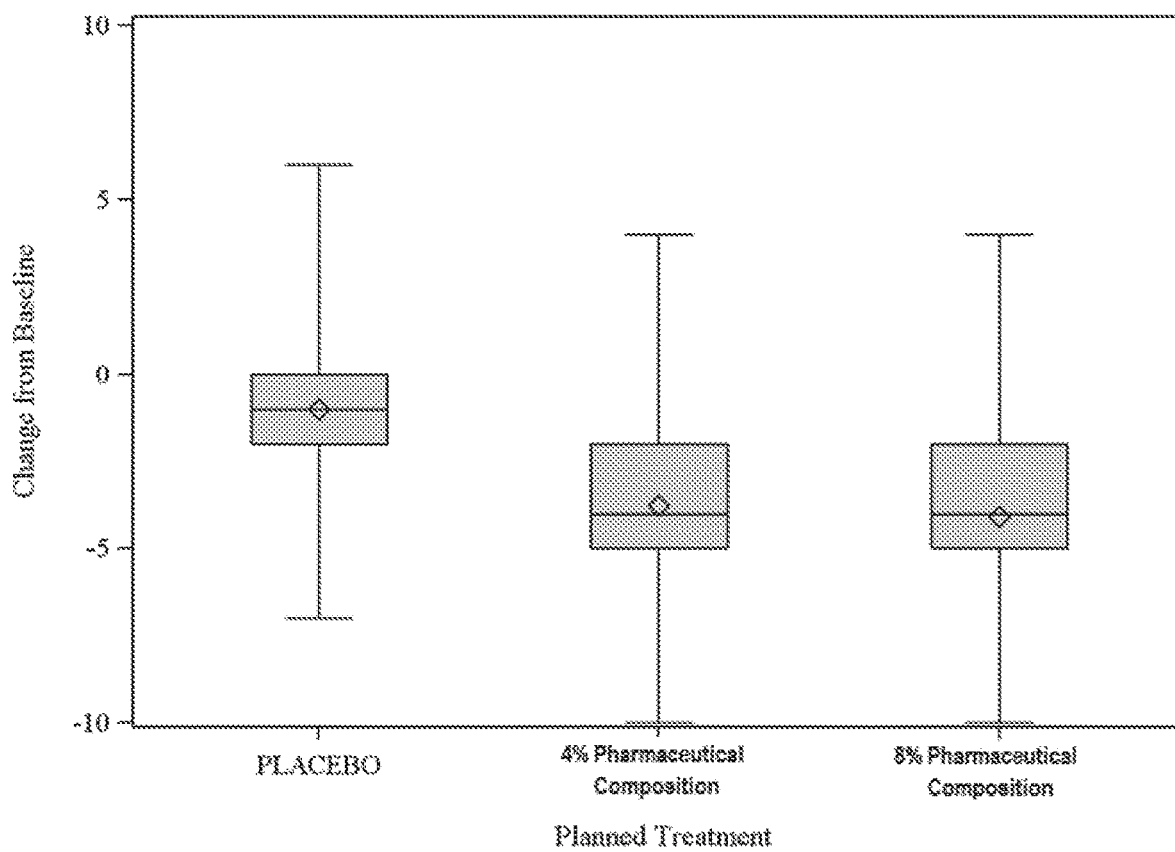 10
5
0
-5
-10
Change from Baseline
PLACEBO
4% Pharmaceutical
Composition
8% Pharmaceutical
Composition
Planned Treatment